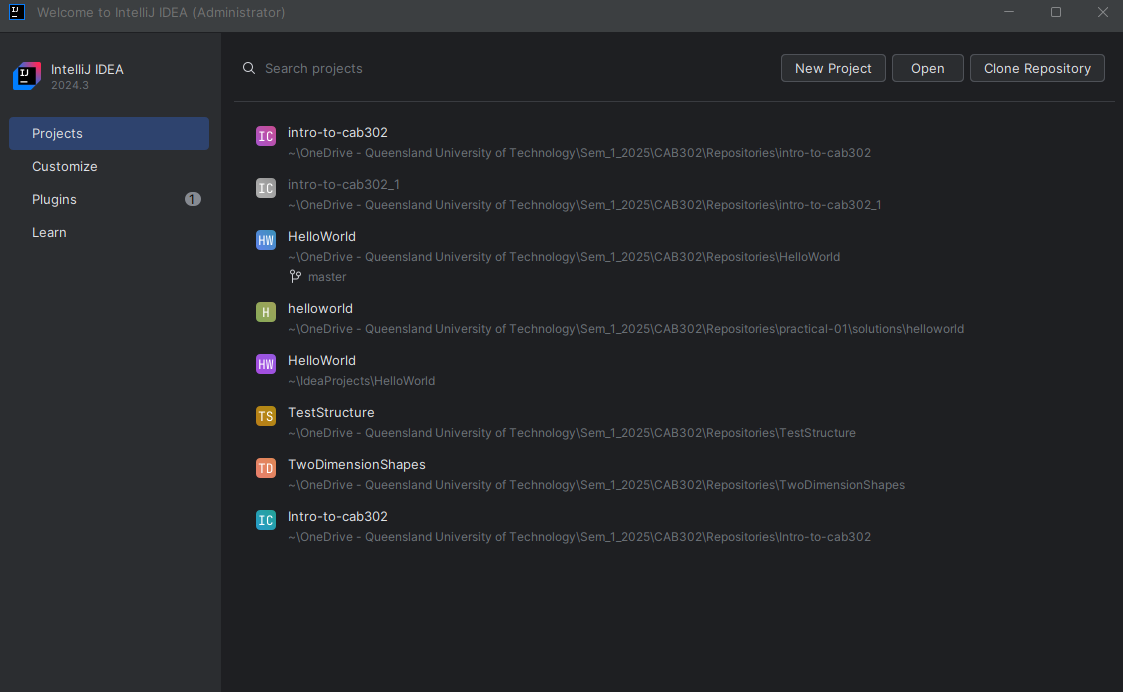 IJ Welcome to IntelliJ IDEA (Administrator)
IJ IntelliJ IDEA
2024.3
Search projects
New Project Open Clone Repository
Projects
Customize
Plugins 1
Learn
IC intro-to-cab302
~\OneDrive - Queensland University of Technology\Sem_1_2025\CAB302\Repositories\intro-to-cab302
IC intro-to-cab302_1
~\OneDrive - Queensland University of Technology\Sem_1_2025\CAB302\Repositories\intro-to-cab302_1
HW HelloWorld
~\OneDrive - Queensland University of Technology\Sem_1_2025\CAB302\Repositories\HelloWorld
master
H helloworld
~\OneDrive - Queensland University of Technology\Sem_1_2025\CAB302\Repositories\practical-01\solutions\helloworld
HW HelloWorld
~\IdeaProjects\HelloWorld
TS TestStructure
~\OneDrive - Queensland University of Technology\Sem_1_2025\CAB302\Repositories\TestStructure
TD TwoDimensionShapes
~\OneDrive - Queensland University of Technology\Sem_1_2025\CAB302\Repositories\TwoDimensionShapes
IC Intro-to-cab302
~\OneDrive - Queensland University of Technology\Sem_1_2025\CAB302\Repositories\Intro-to-cab302